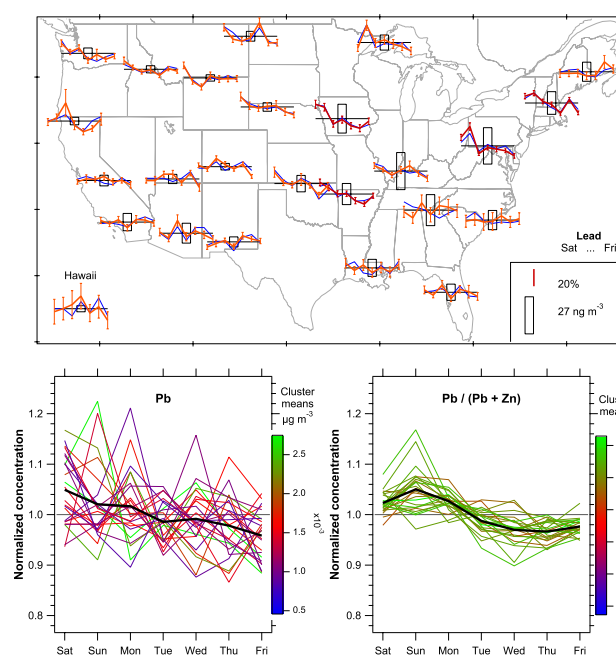 Hawaii
Lead
Sat ... Fri
20%
27 ng m-3
Pb
Cluster
means
µg m-3
Normalized concentration
1.2
1.1
1.0
0.9
0.8
Sat Sun Mon Tue Wed Thu Fri
2.5
2.0
1.5
1.0
0.5
x10-3
Pb / (Pb + Zn)
Clus
mea
Normalized concentration
1.2
1.1
1.0
0.9
0.8
Sat Sun Mon Tue Wed Thu Fri